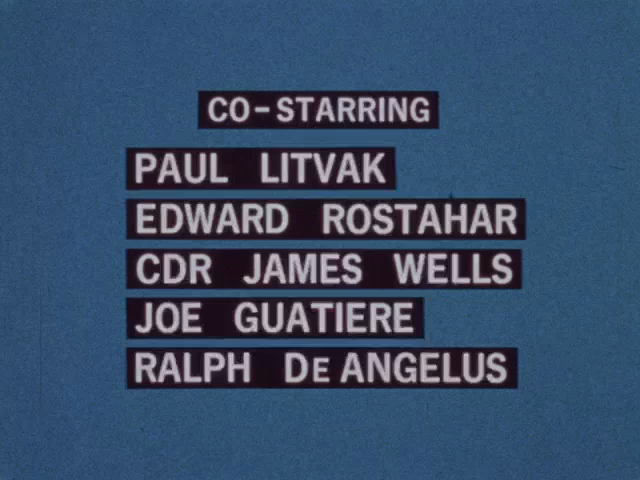 CO-STARRING
PAUL LITVAK
EDWARD ROSTAHAR
CDR JAMES WELLS
JOE GUATIERE
RALPH DE ANGELUS